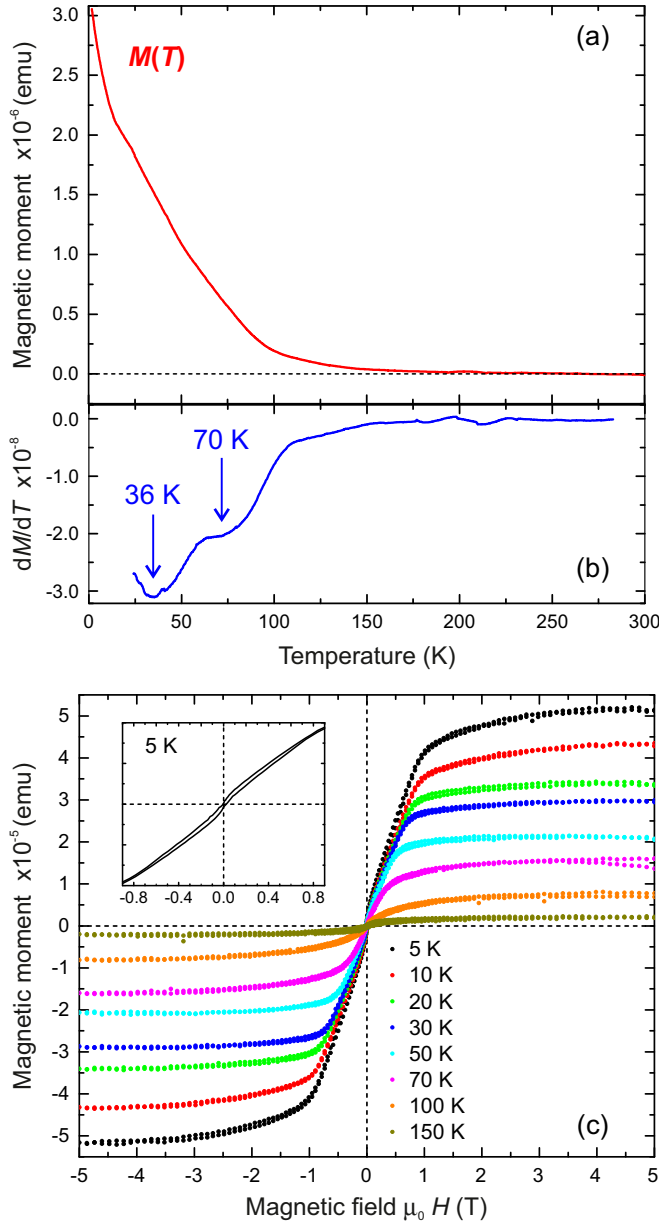 3.0
2.5
2.0
1.5
1.0
0.5
0.0
Magnetic moment x10⁻⁶ (emu)
M(T)
(a)
0.0
-1.0
-2.0
-3.0
dM/dT x10⁻⁸
36 K
70 K
(b)
0 50 100 150 200 250 300
Temperature (K)
5
4
3
2
1
0
-1
-2
-3
-4
-5
Magnetic moment x10⁻⁵ (emu)
5 K
-0.8 -0.4 0.0 0.4 0.8
5 K
10 K
20 K
30 K
50 K
70 K
100 K
150 K
(c)
-5 -4 -3 -2 -1 0 1 2 3 4 5
Magnetic field μ₀ H (T)